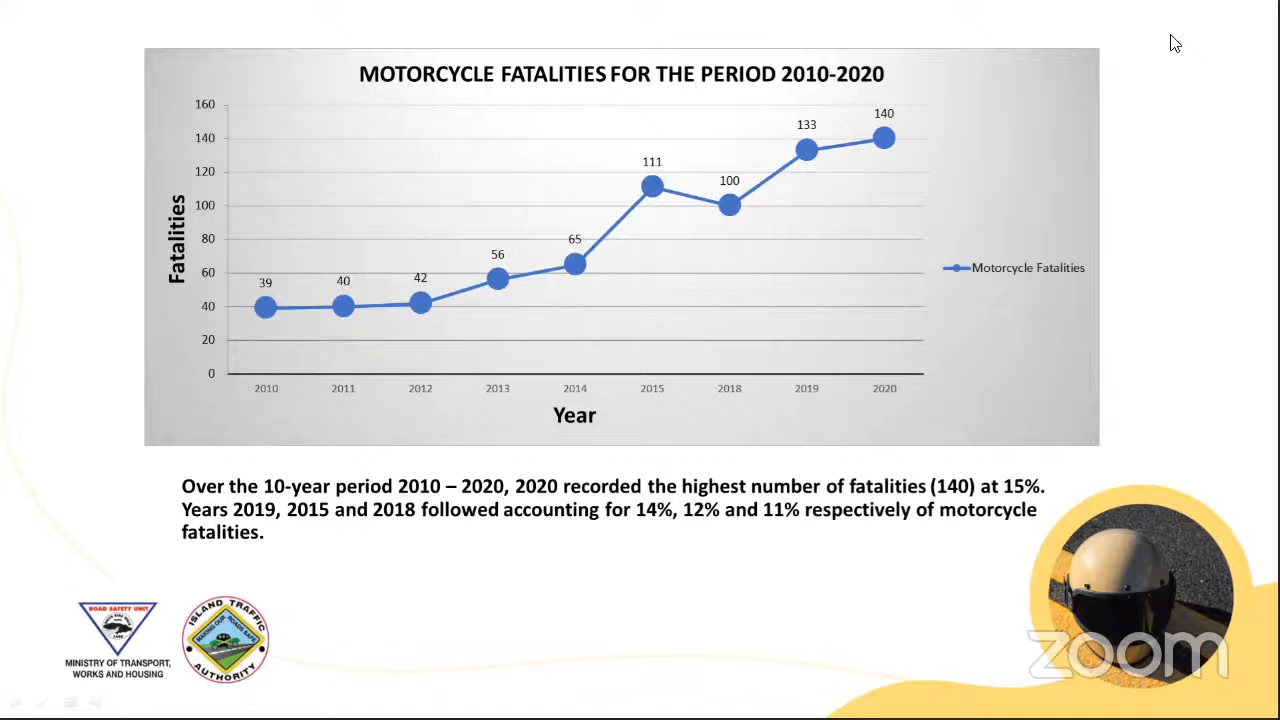 MOTORCYCLE FATALITIES FOR THE PERIOD 2010-2020
160
140
120
100
80
60
40
20
0
Fatalities
39
40
42
56
65
111
100
133
140
2010
2011
2012
2013
2014
2015
2018
2019
2020
Year
Motorcycle Fatalities
Over the 10-year period 2010 – 2020, 2020 recorded the highest number of fatalities (140) at 15%.
Years 2019, 2015 and 2018 followed accounting for 14%, 12% and 11% respectively of motorcycle
fatalities.
ROAD SAFETY UNIT
MINISTRY OF TRANSPORT,
WORKS AND HOUSING
ISLAND TRAFFIC
MAKING OUR ROADS SAFE
AUTHORITY
zoom